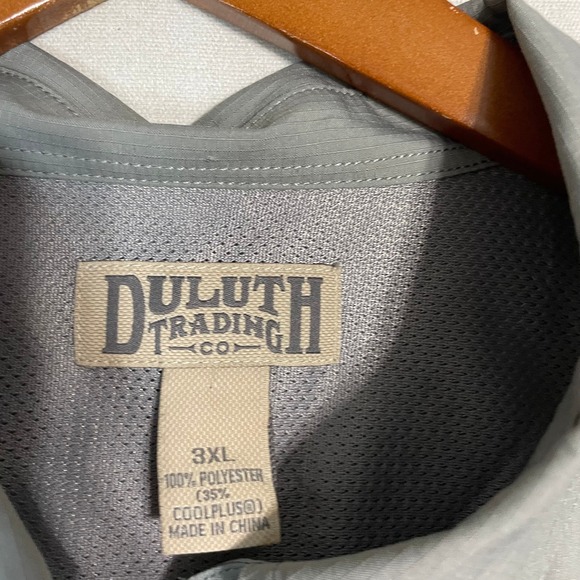 DULUTH
TRADING
CO
3XL
100% POLYESTER
(35%
COOLPLUS®)
MADE IN CHINA